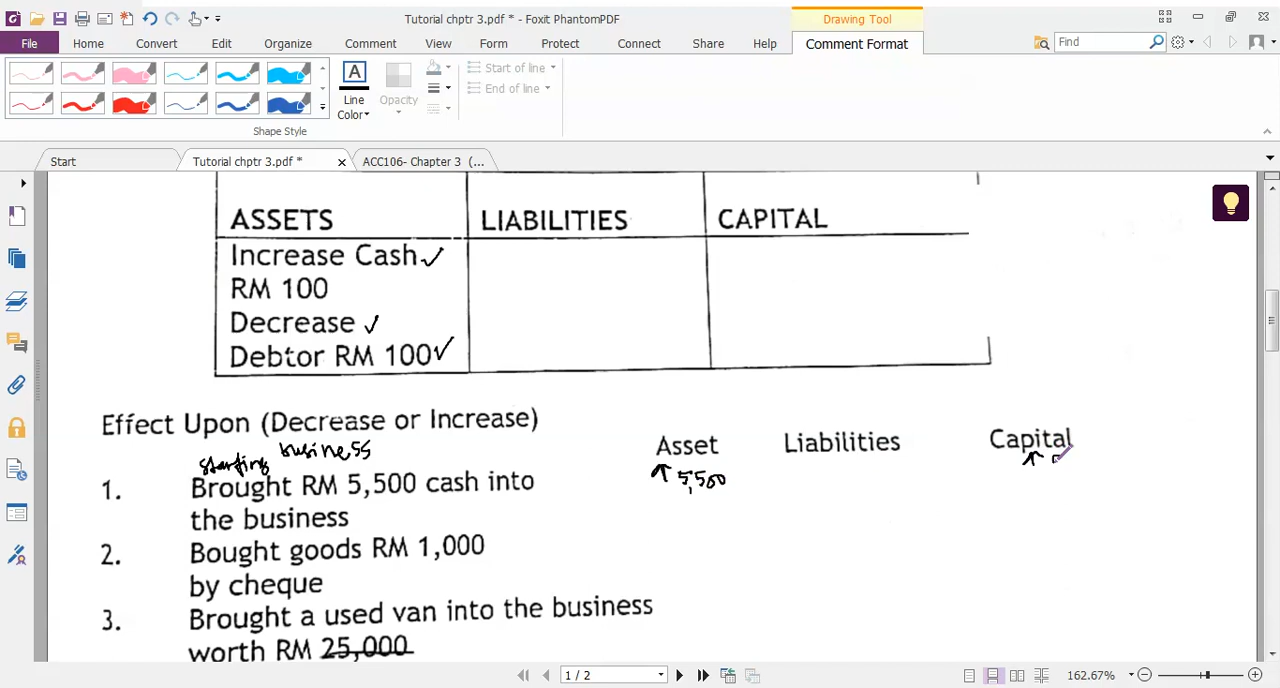 Tutorial chptr 3.pdf * - Foxit PhantomPDF
Drawing Tool
File Home Convert Edit Organize Comment View Form Protect Connect Share Help Comment Format
Find
Line Color
Opacity
Start of line
End of line
Shape Style
Start
Tutorial chptr 3.pdf *
ACC106- Chapter 3 (...
ASSETS LIABILITIES CAPITAL
Increase Cash ✓
RM 100
Decrease ✓
Debtor RM 100 ✓
Effect Upon (Decrease or Increase)
Asset Liabilities Capital
starting business
↑ 5,500
↑
1. Brought RM 5,500 cash into
the business
2. Bought goods RM 1,000
by cheque
3. Brought a used van into the business
worth RM 25,000
1 / 2
162.67%